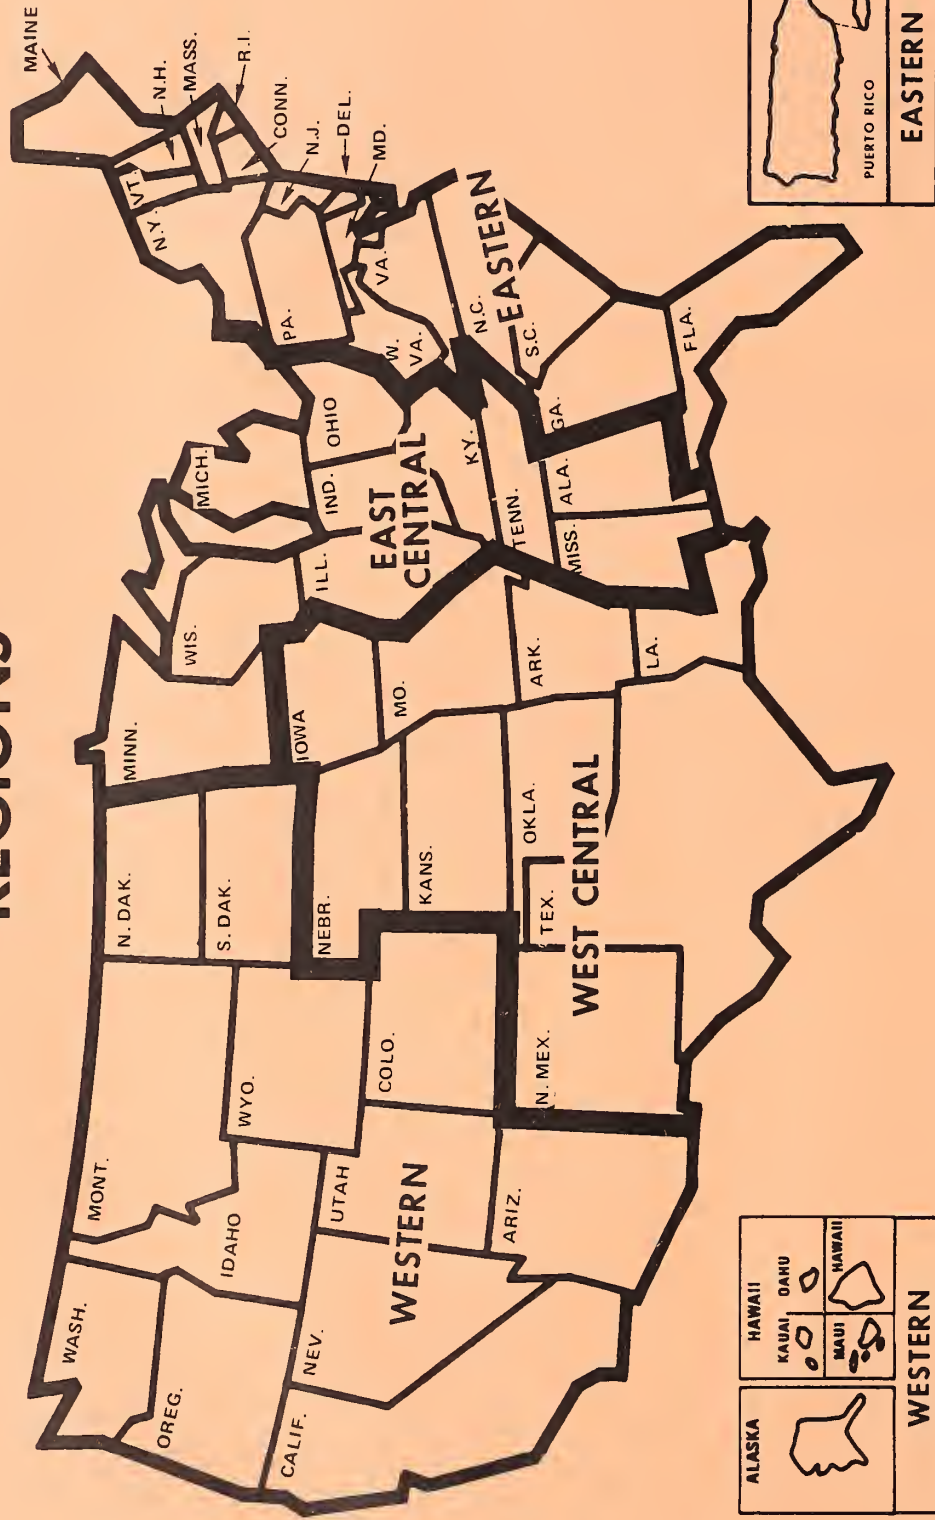 REGIONS
MAINE
N.H.
MASS.
R.I.
CONN.
N.J.
DEL.
MD.
VT.
N.Y.
PA.
VA.
W.
VA.
N.C.
EASTERN
S.C.
GA.
FLA.
MICH.
OHIO
IND.
ILL.
WIS.
EAST
CENTRAL
KY.
TENN.
ALA.
MISS.
MINN.
IOWA
MO.
ARK.
LA.
N. DAK.
S. DAK.
NEBR.
KANS.
OKLA.
TEX.
WEST CENTRAL
N. MEX.
MONT.
WYO.
COLO.
IDAHO
UTAH
WESTERN
ARIZ.
WASH.
OREG.
NEV.
CALIF.
ALASKA
HAWAII
KAUAI
OAHU
MAUI
HAWAII
WESTERN
PUERTO RICO
EASTERN